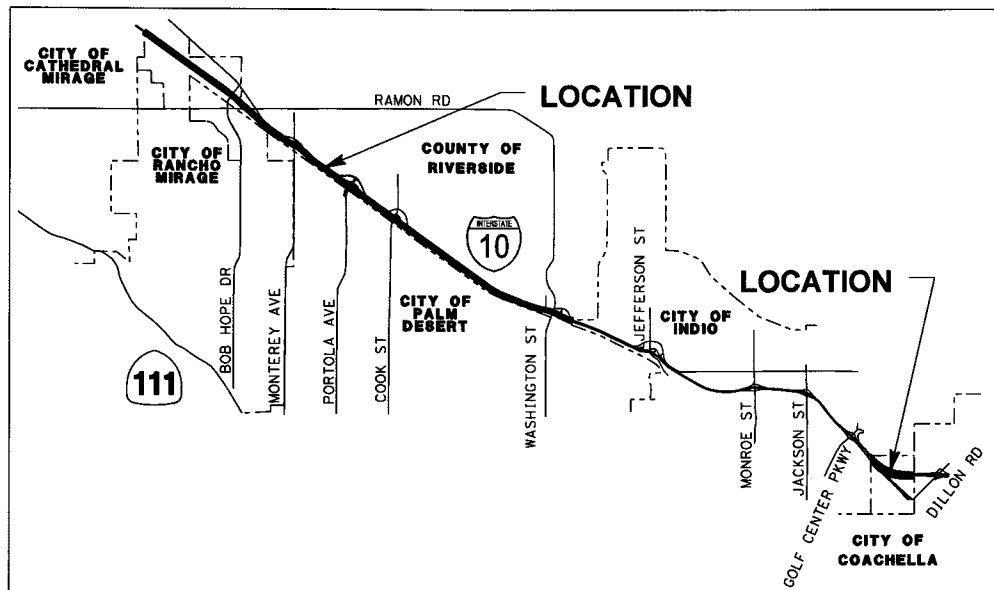 CITY OF
CATHEDRAL
MIRAGE
RAMON RD
LOCATION
CITY OF
RANCHO
MIRAGE
COUNTY OF
RIVERSIDE
INTERSTATE
10
LOCATION
BOB HOPE DR
MONTEREY AVE
PORTOLA AVE
COOK ST
CITY OF
PALM
DESERT
WASHINGTON ST
JEFFERSON ST
CITY OF
INDIO
111
MONROE ST
JACKSON ST
GOLF CENTER PKWY
DILLON RD
CITY OF
COACHELLA